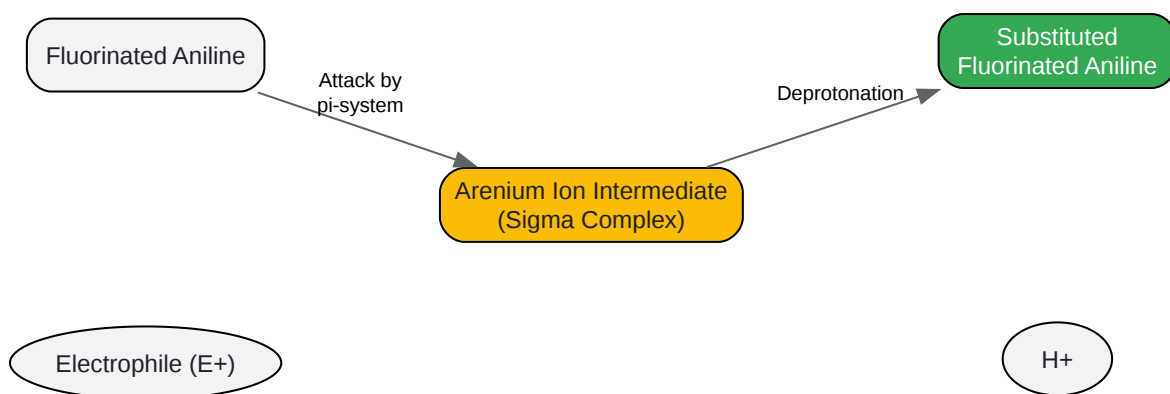 Fluorinated Aniline
Attack by
pi-system
Arenium Ion Intermediate
(Sigma Complex)
Deprotonation
Substituted
Fluorinated Aniline
Electrophile (E+)
H+